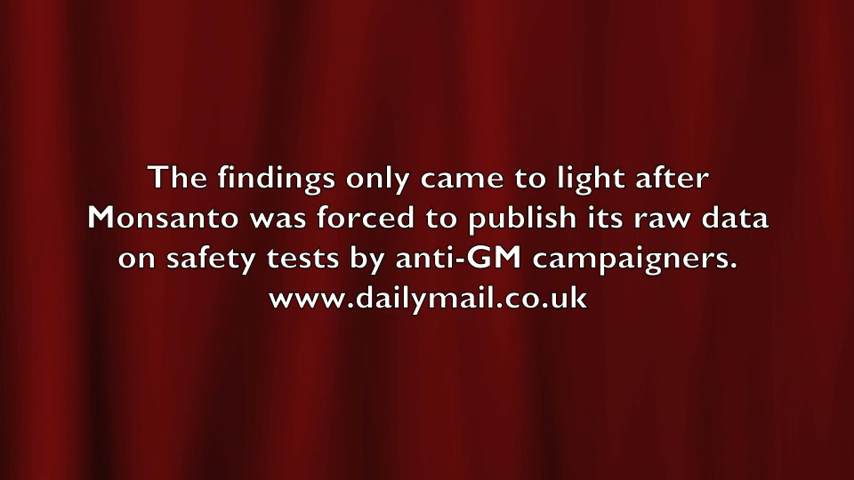 The findings only came to light after
Monsanto was forced to publish its raw data
on safety tests by anti-GM campaigners.
www.dailymail.co.uk